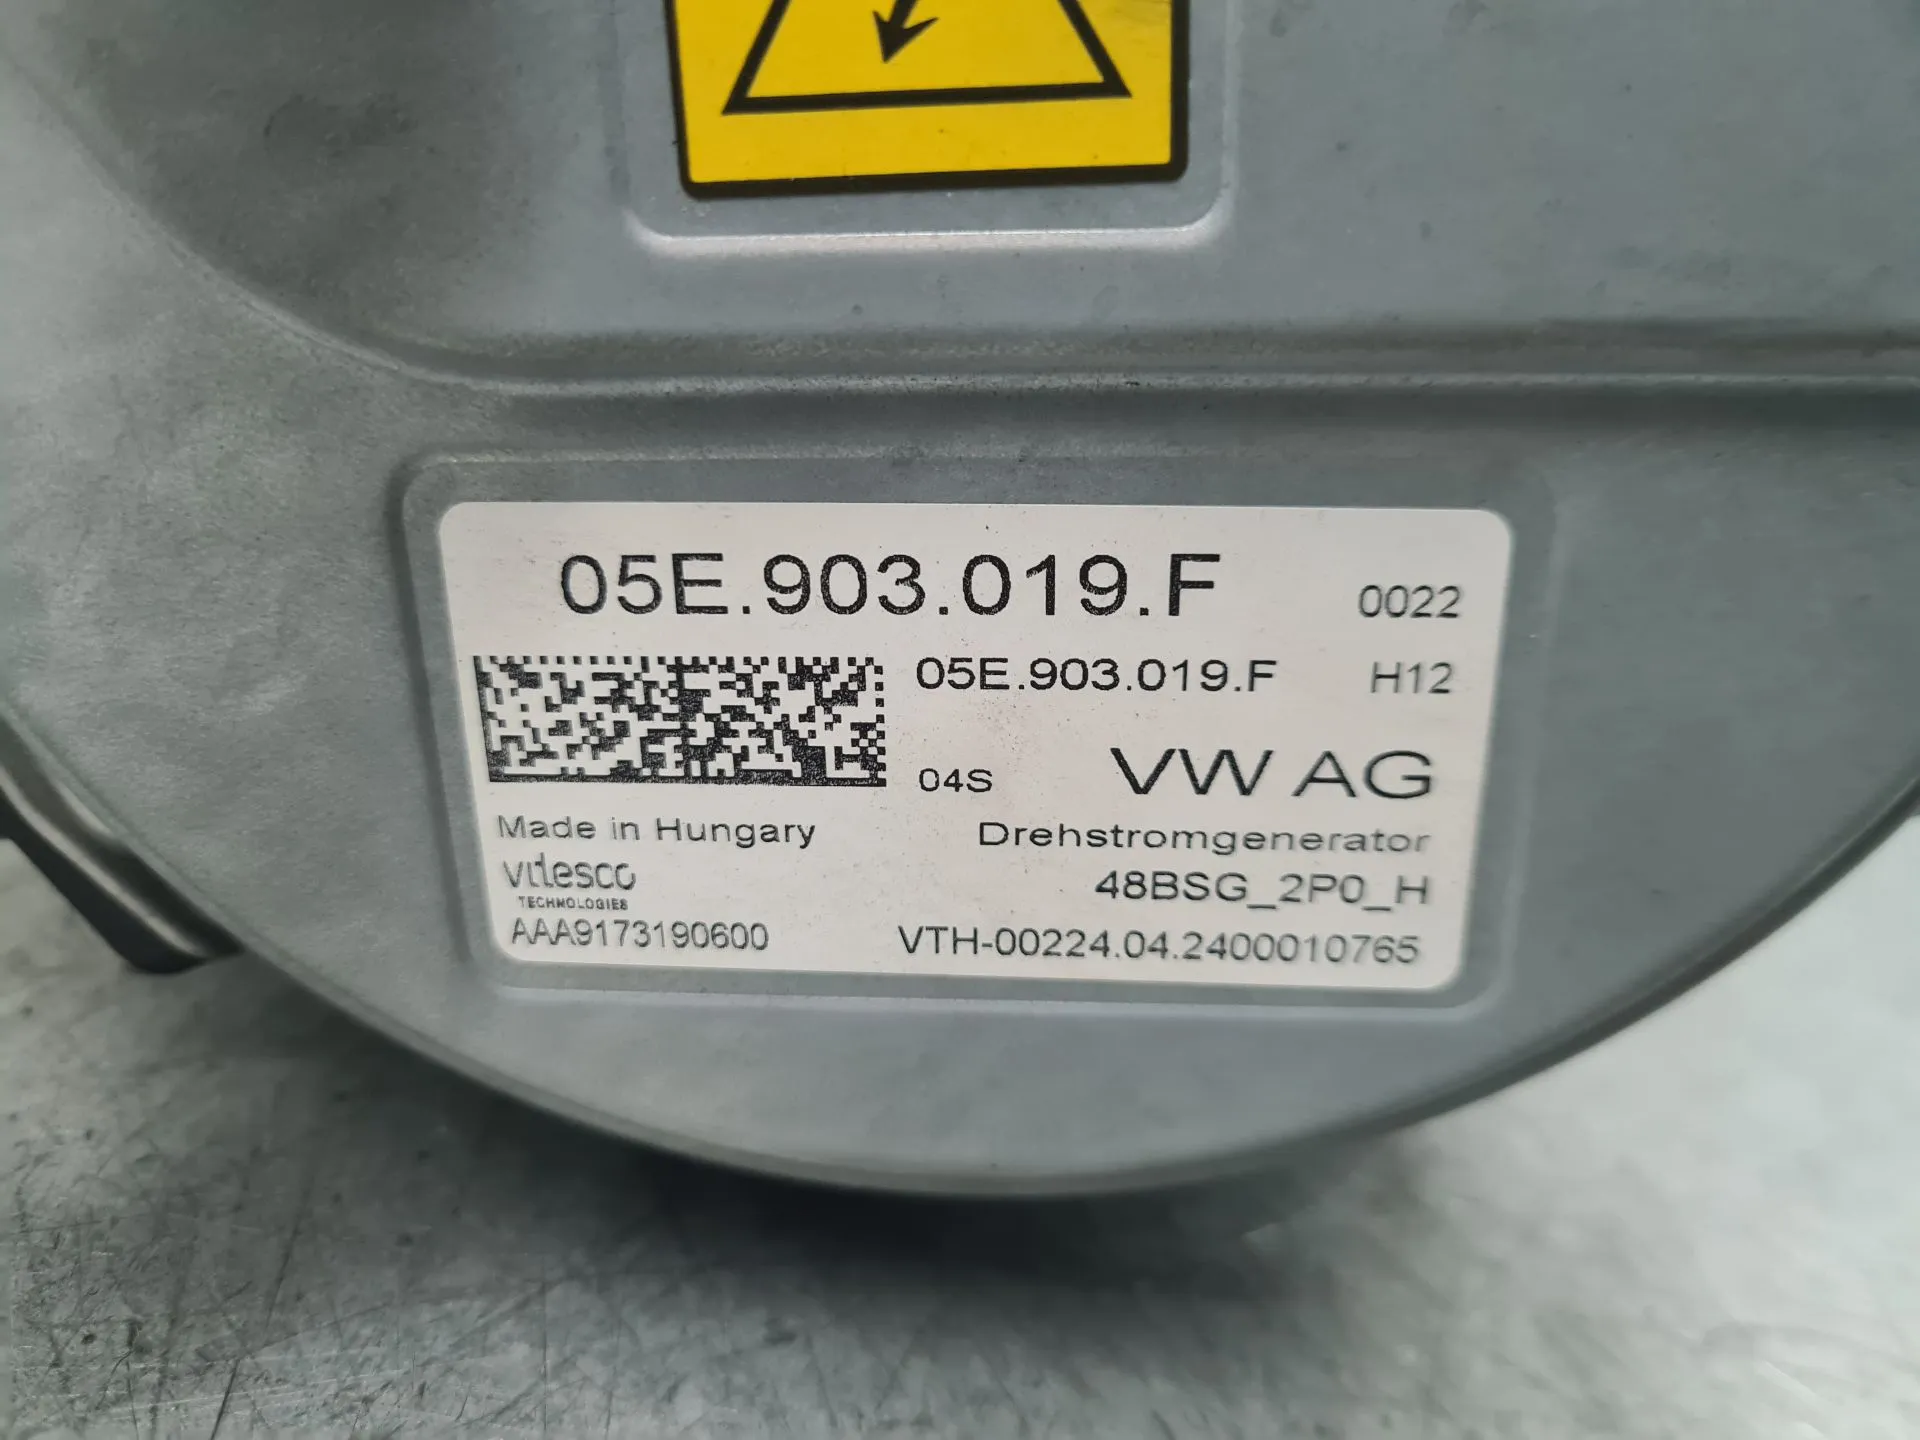 05E.903.019.F 0022
05E.903.019.F H12
04S VW AG
Made in Hungary Drehstromgenerator
vitesco 48BSG_2P0_H
TECHNOLOGIES
AAA9173190600 VTH-00224.04.2400010765